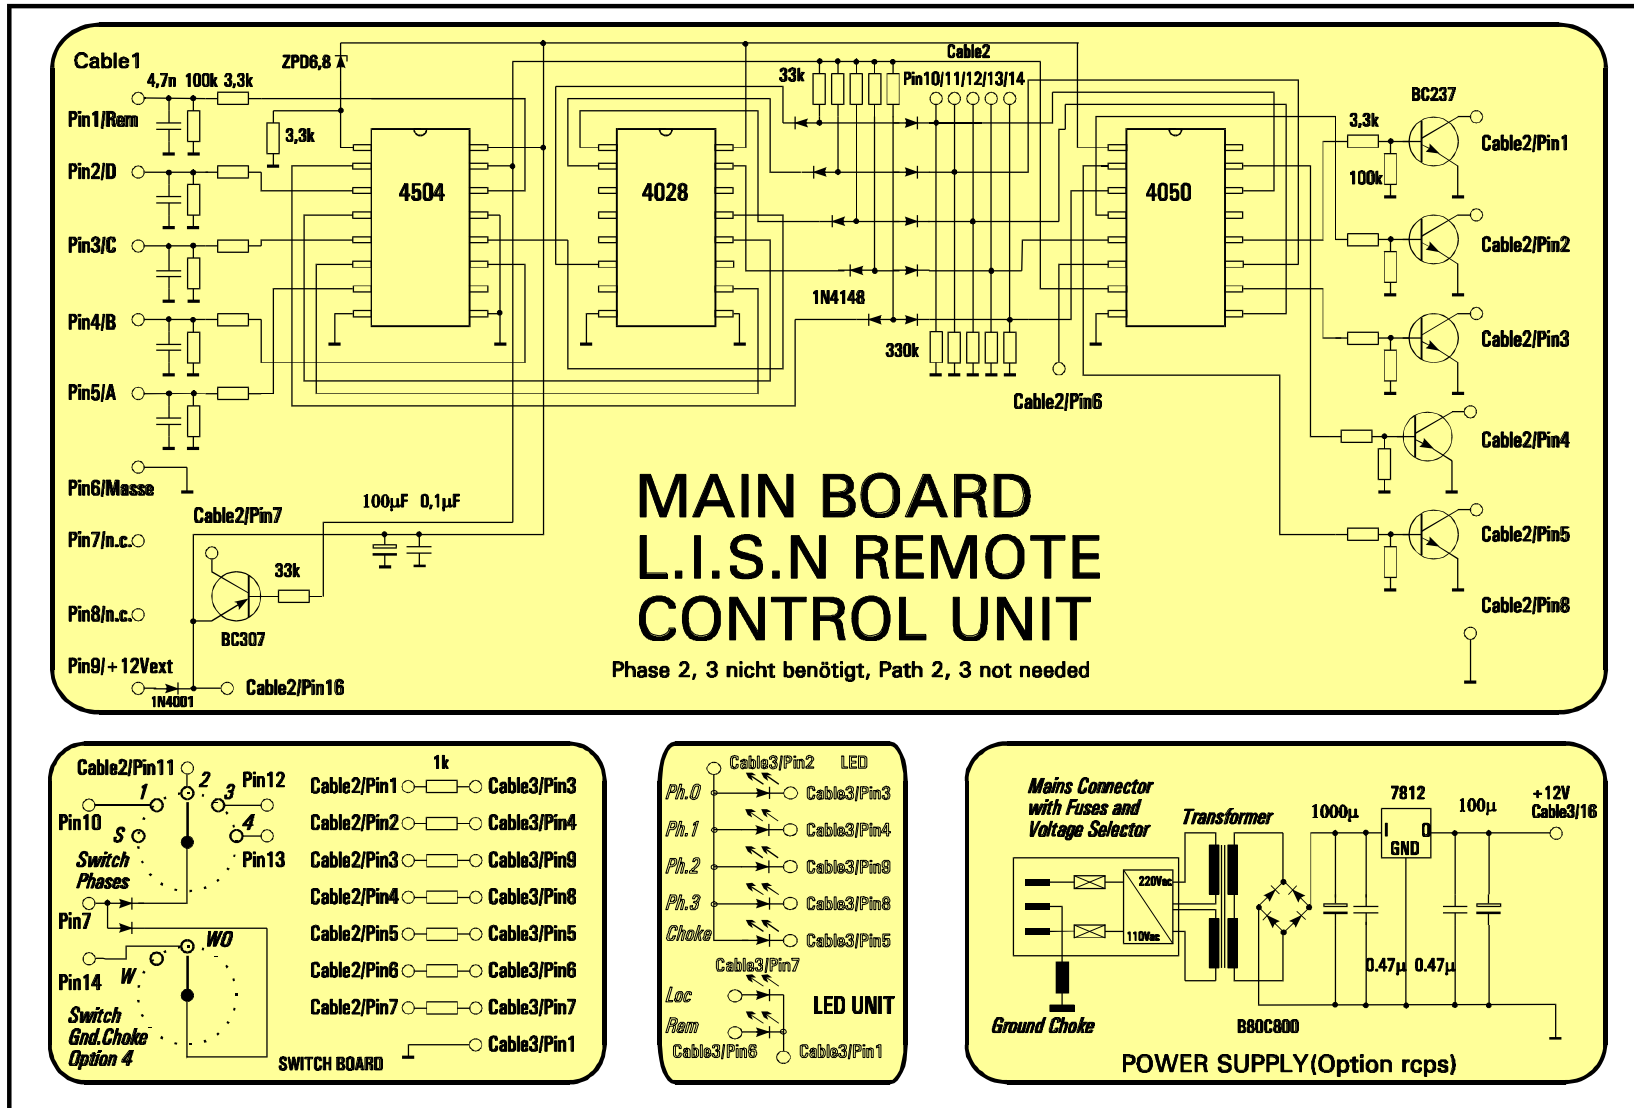 Cable1
4,7n 100k 3,3k
ZPD6,8
Pin1/Rem
3,3k
Pin2/D
Pin3/C
Pin4/B
Pin5/A
Pin6/Masse
Pin7/n.c.
Pin8/n.c.
Pin9/+12Vext
1N4001
Cable2/Pin16
Cable2/Pin7
33k
BC307
100µF 0,1µF
4504
4028
4050
33k
Cable2
Pin10/11/12/13/14
1N4148
330k
Cable2/Pin6
BC237
3,3k
100k
Cable2/Pin1
Cable2/Pin2
Cable2/Pin3
Cable2/Pin4
Cable2/Pin5
Cable2/Pin8
MAIN BOARD
L.I.S.N REMOTE
CONTROL UNIT
Phase 2, 3 nicht benötigt, Path 2, 3 not needed
Cable2/Pin11
1 2 3 4
S
Pin12
Pin10
Pin13
Switch
Phases
Pin7
WO
W
Pin14
Switch
Gnd.Choke
Option 4
1k
Cable2/Pin1 Cable3/Pin3
Cable2/Pin2 Cable3/Pin4
Cable2/Pin3 Cable3/Pin9
Cable2/Pin4 Cable3/Pin8
Cable2/Pin5 Cable3/Pin5
Cable2/Pin6 Cable3/Pin6
Cable2/Pin7 Cable3/Pin7
Cable3/Pin1
SWITCH BOARD
Cable3/Pin2 LED
Ph.0 Cable3/Pin3
Ph.1 Cable3/Pin4
Ph.2 Cable3/Pin9
Ph.3 Cable3/Pin8
Choke Cable3/Pin5
Cable3/Pin7
Loc
LED UNIT
Rem
Cable3/Pin6 Cable3/Pin1
Mains Connector
with Fuses and
Voltage Selector
Transformer
220Vac
110Vac
Ground Choke
B80C800
1000µ
7812
I O
GND
100µ
+12V
Cable3/16
0.47µ 0.47µ
POWER SUPPLY(Option rcps)